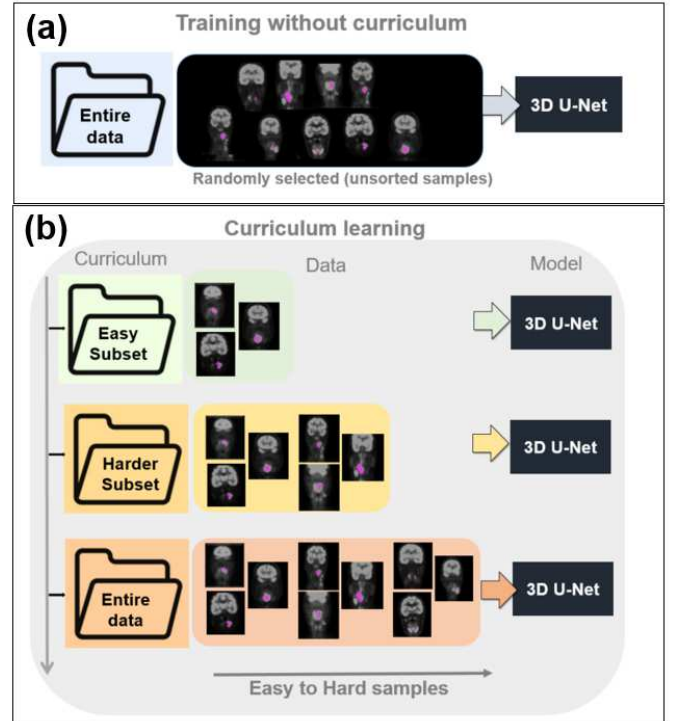 (a)
Training without curriculum
Entire
data
3D U-Net
Randomly selected (unsorted samples)
(b)
Curriculum learning
Curriculum
Data
Model
Easy
Subset
3D U-Net
Harder
Subset
3D U-Net
Entire
data
3D U-Net
Easy to Hard samples